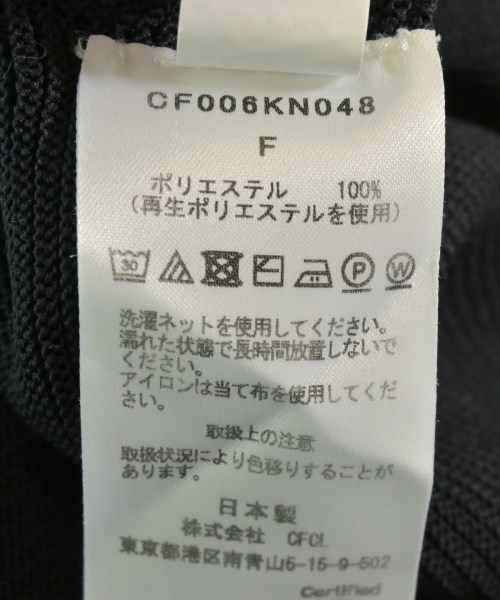 CF006KN048
F
ポリエステル 100%
(再生ポリエステルを使用)
30 P W
洗濯ネットを使用してください。
濡れた状態で長時間放置しないで
ください。
アイロンは当て布を使用してくだ
さい。
取扱上の注意
取扱状況により色移りすることが
あります。
日本製
株式会社 CFCL
東京都港区南青山5-15-9-502
Certified